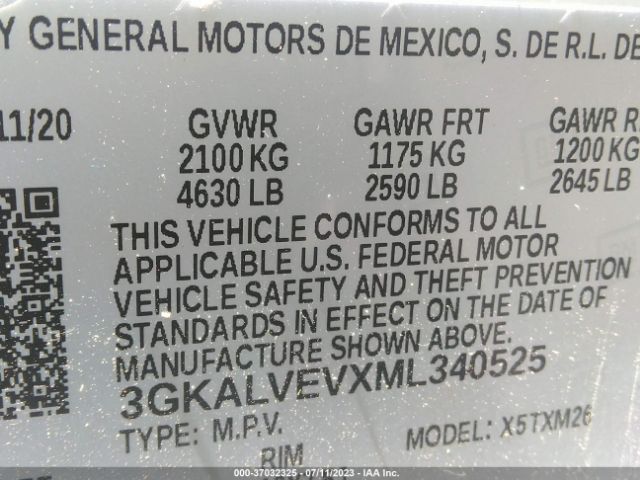 Y GENERAL MOTORS DE MEXICO, S. DE R.L. DE
11/20 GVWR GAWR FRT GAWR R
2100 KG 1175 KG 1200 KG
4630 LB 2590 LB 2645 LB
THIS VEHICLE CONFORMS TO ALL
APPLICABLE U.S. FEDERAL MOTOR
VEHICLE SAFETY AND THEFT PREVENTION
STANDARDS IN EFFECT ON THE DATE OF
MANUFACTURE SHOWN ABOVE.
3GKALVEVXML340525
TYPE: M.P.V. MODEL: X5TXM26
RIM
000-37032325 - 07/11/2023 - IAA Inc.